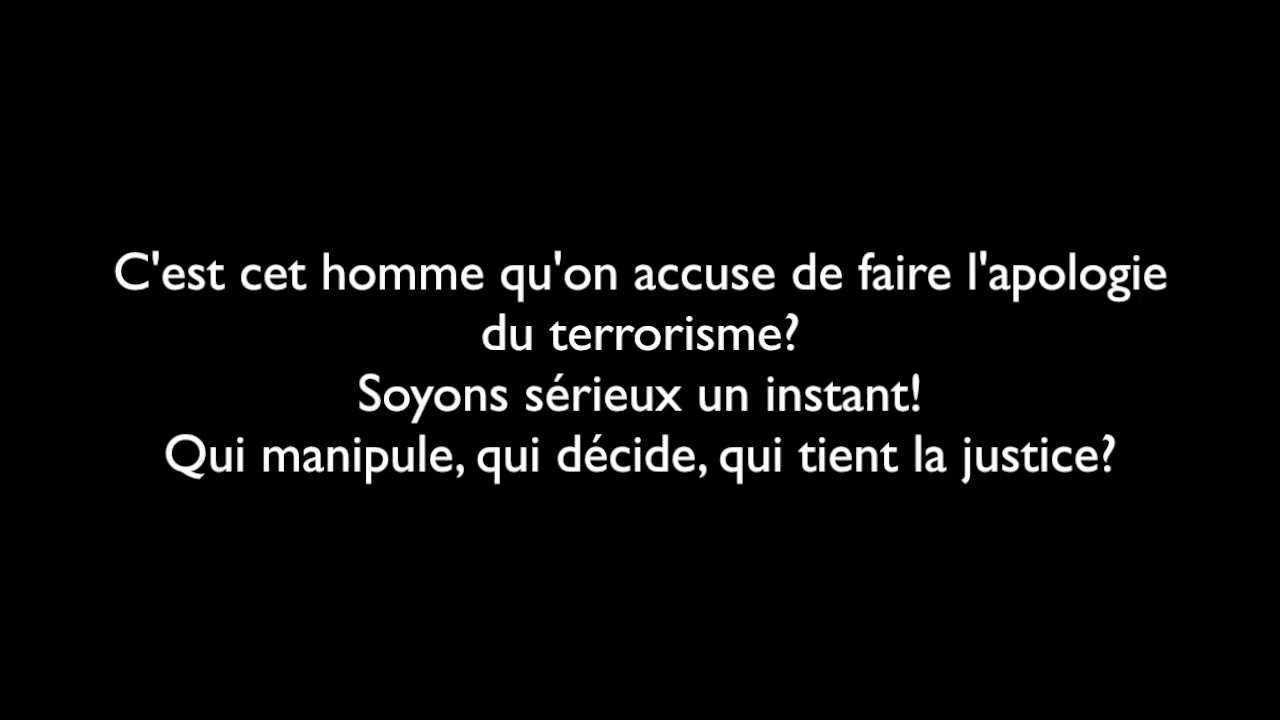 C'est cet homme qu'on accuse de faire l'apologie
du terrorisme?
Soyons sérieux un instant!
Qui manipule, qui décide, qui tient la justice?